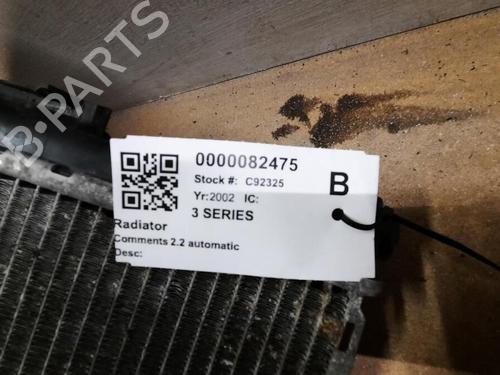 B-PARTS
0000082475
Stock #: C92325
B
Yr:2002 IC:
3 SERIES
Radiator
Comments 2.2 automatic
Desc: